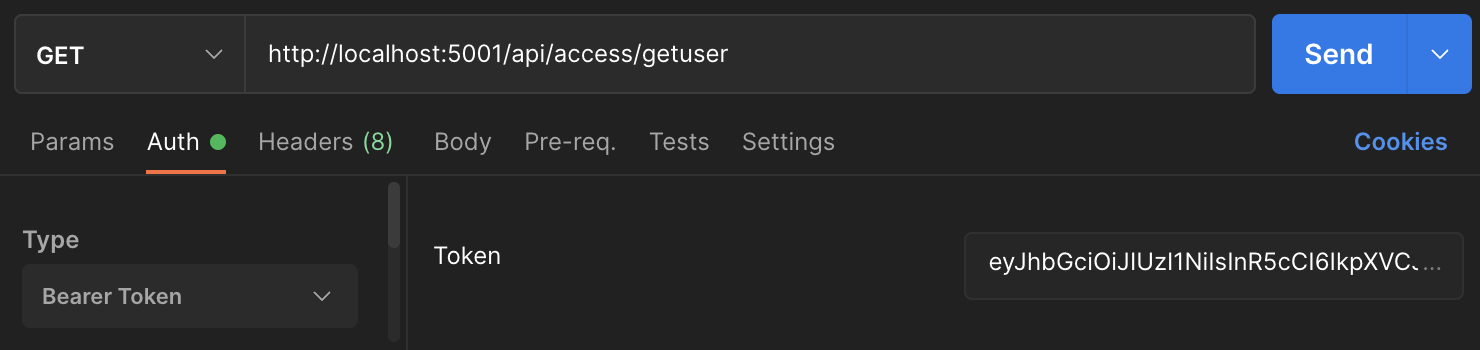 GET http://localhost:5001/api/access/getuser Send
Params Auth Headers (8) Body Pre-req. Tests Settings Cookies
Type
Token eyJhbGciOiJIUzI1NiIsInR5cCI6IkpXVCJ...
Bearer Token